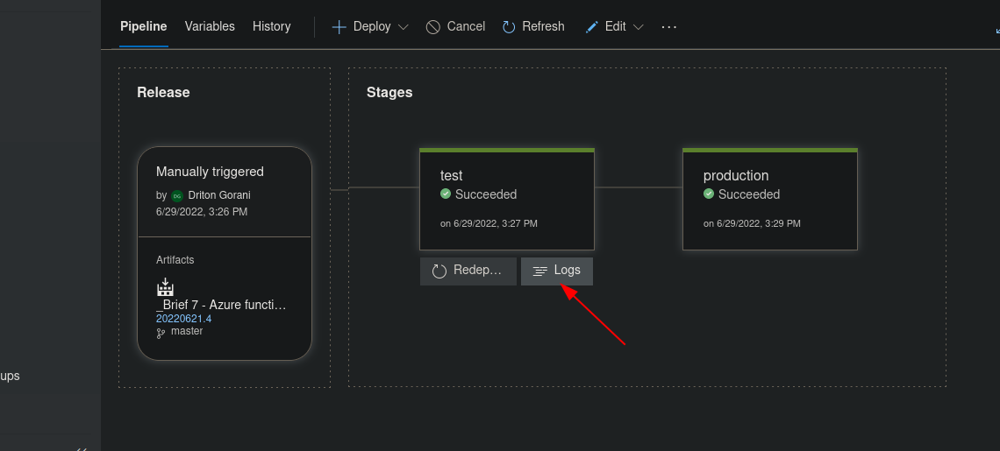 Pipeline Variables History Deploy Cancel Refresh Edit ...
Release
Manually triggered
by DG Driton Gorani
6/29/2022, 3:26 PM
Artifacts
_Brief 7 - Azure functi...
20220621.4
master
Stages
test
Succeeded
on 6/29/2022, 3:27 PM
Redep...
Logs
production
Succeeded
on 6/29/2022, 3:29 PM
ups